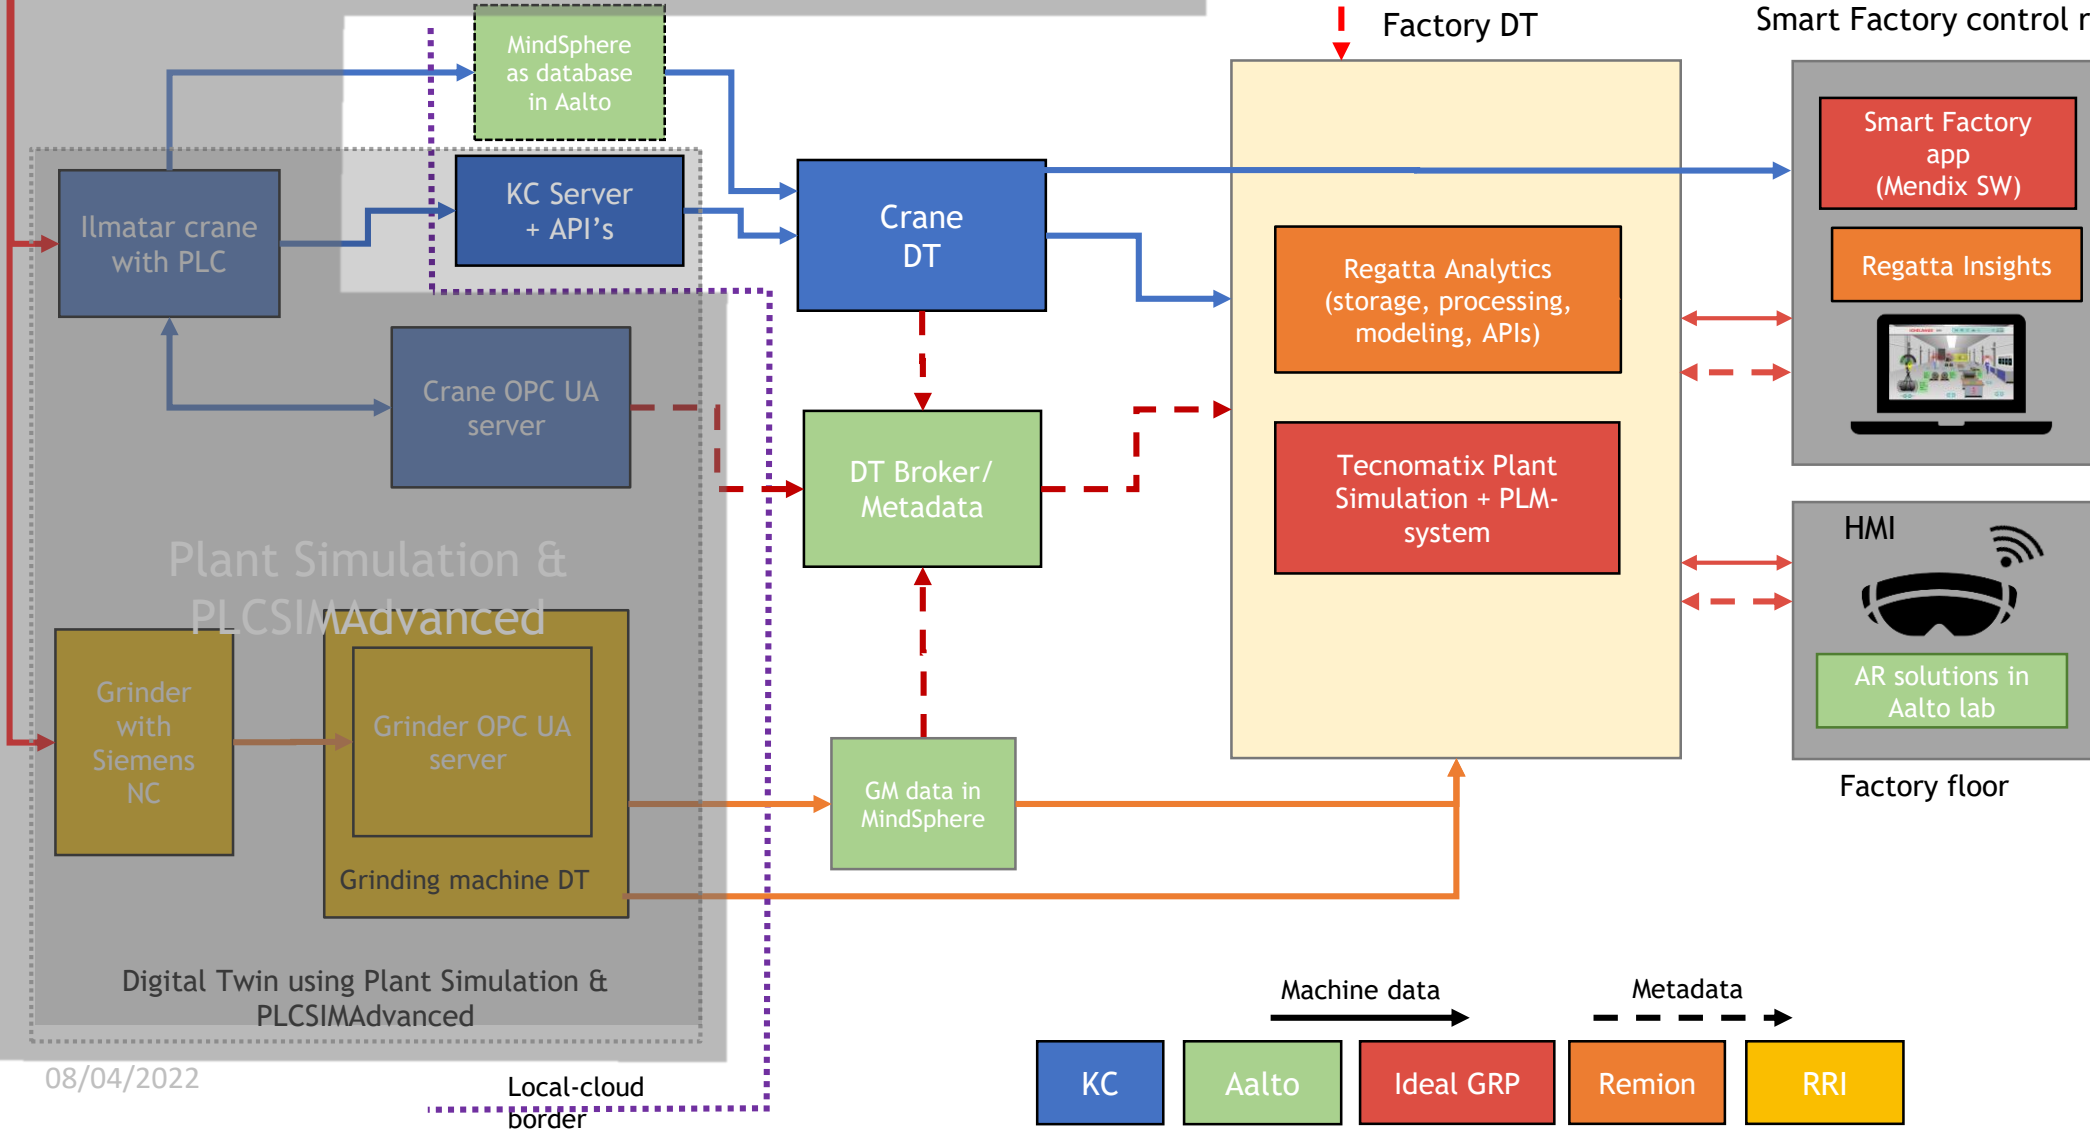 Factory DT
Smart Factory control r
MindSphere
as database
in Aalto
Smart Factory
app
(Mendix SW)
KC Server
+ API's
Ilmatar crane
with PLC
Crane
DT
Regatta Analytics
(storage, processing,
modeling, APIs)
Regatta Insights
Crane OPC UA
server
DT Broker/
Metadata
Tecnomatix Plant
Simulation + PLM-
system
HMI
Plant Simulation &
PLCSIMAdvanced
Grinder
with
Siemens
NC
Grinder OPC UA
server
Grinding machine DT
GM data in
MindSphere
AR solutions in
Aalto lab
Factory floor
Digital Twin using Plant Simulation &
PLCSIMAdvanced
Machine data
Metadata
08/04/2022
Local-cloud
border
KC
Aalto
Ideal GRP
Remion
RRI